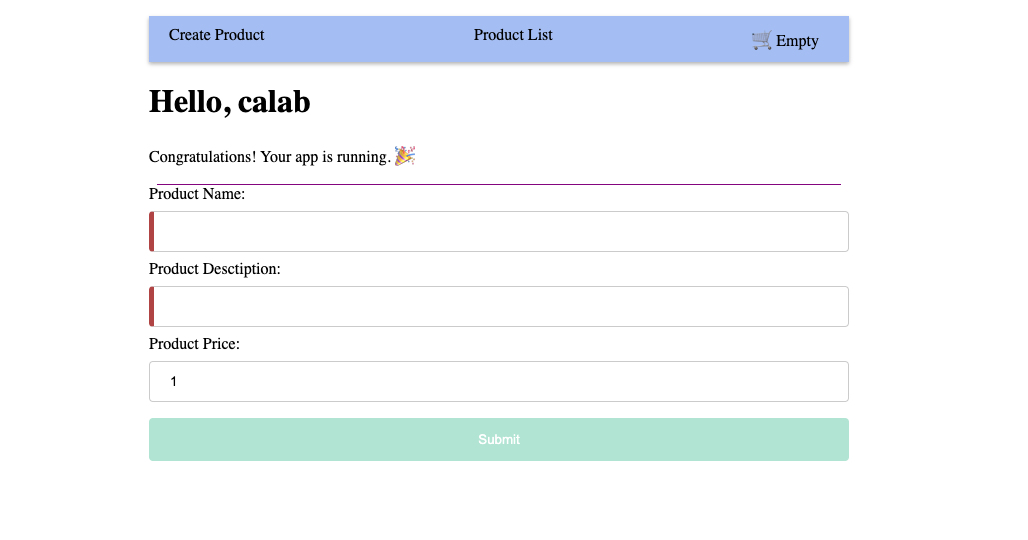 Create Product Product List 🛒 Empty
Hello, calab
Congratulations! Your app is running. 🎉
Product Name:
Product Desctiption:
Product Price:
1
Submit